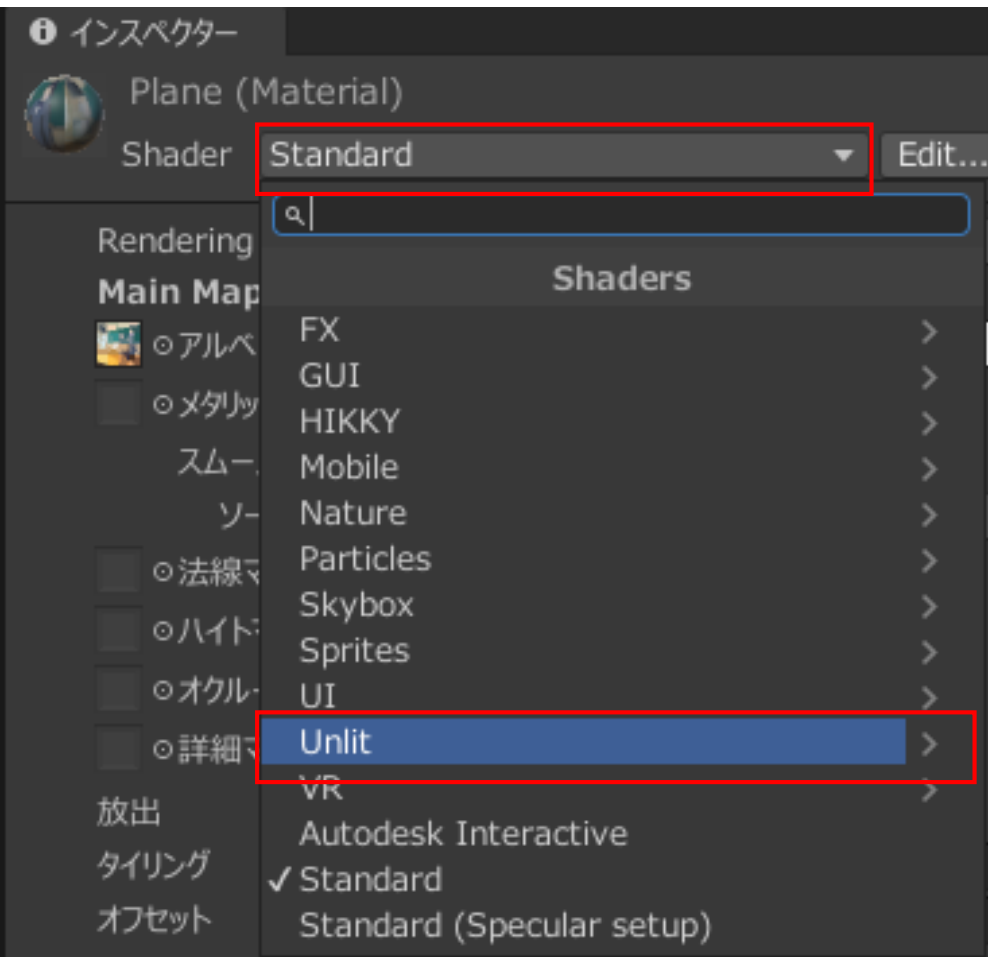 インスペクター
Plane (Material)
Shader Standard Edit...
Rendering
Shaders
Main Map
FX
アルベ
GUI
メタリッ
HIKKY
スムー
Mobile
ソー
Nature
法線マ
Particles
ハイトマ
Skybox
Sprites
オクルー
UI
詳細マ
Unlit
VR
放出
Autodesk Interactive
タイリング
Standard
オフセット
Standard (Specular setup)